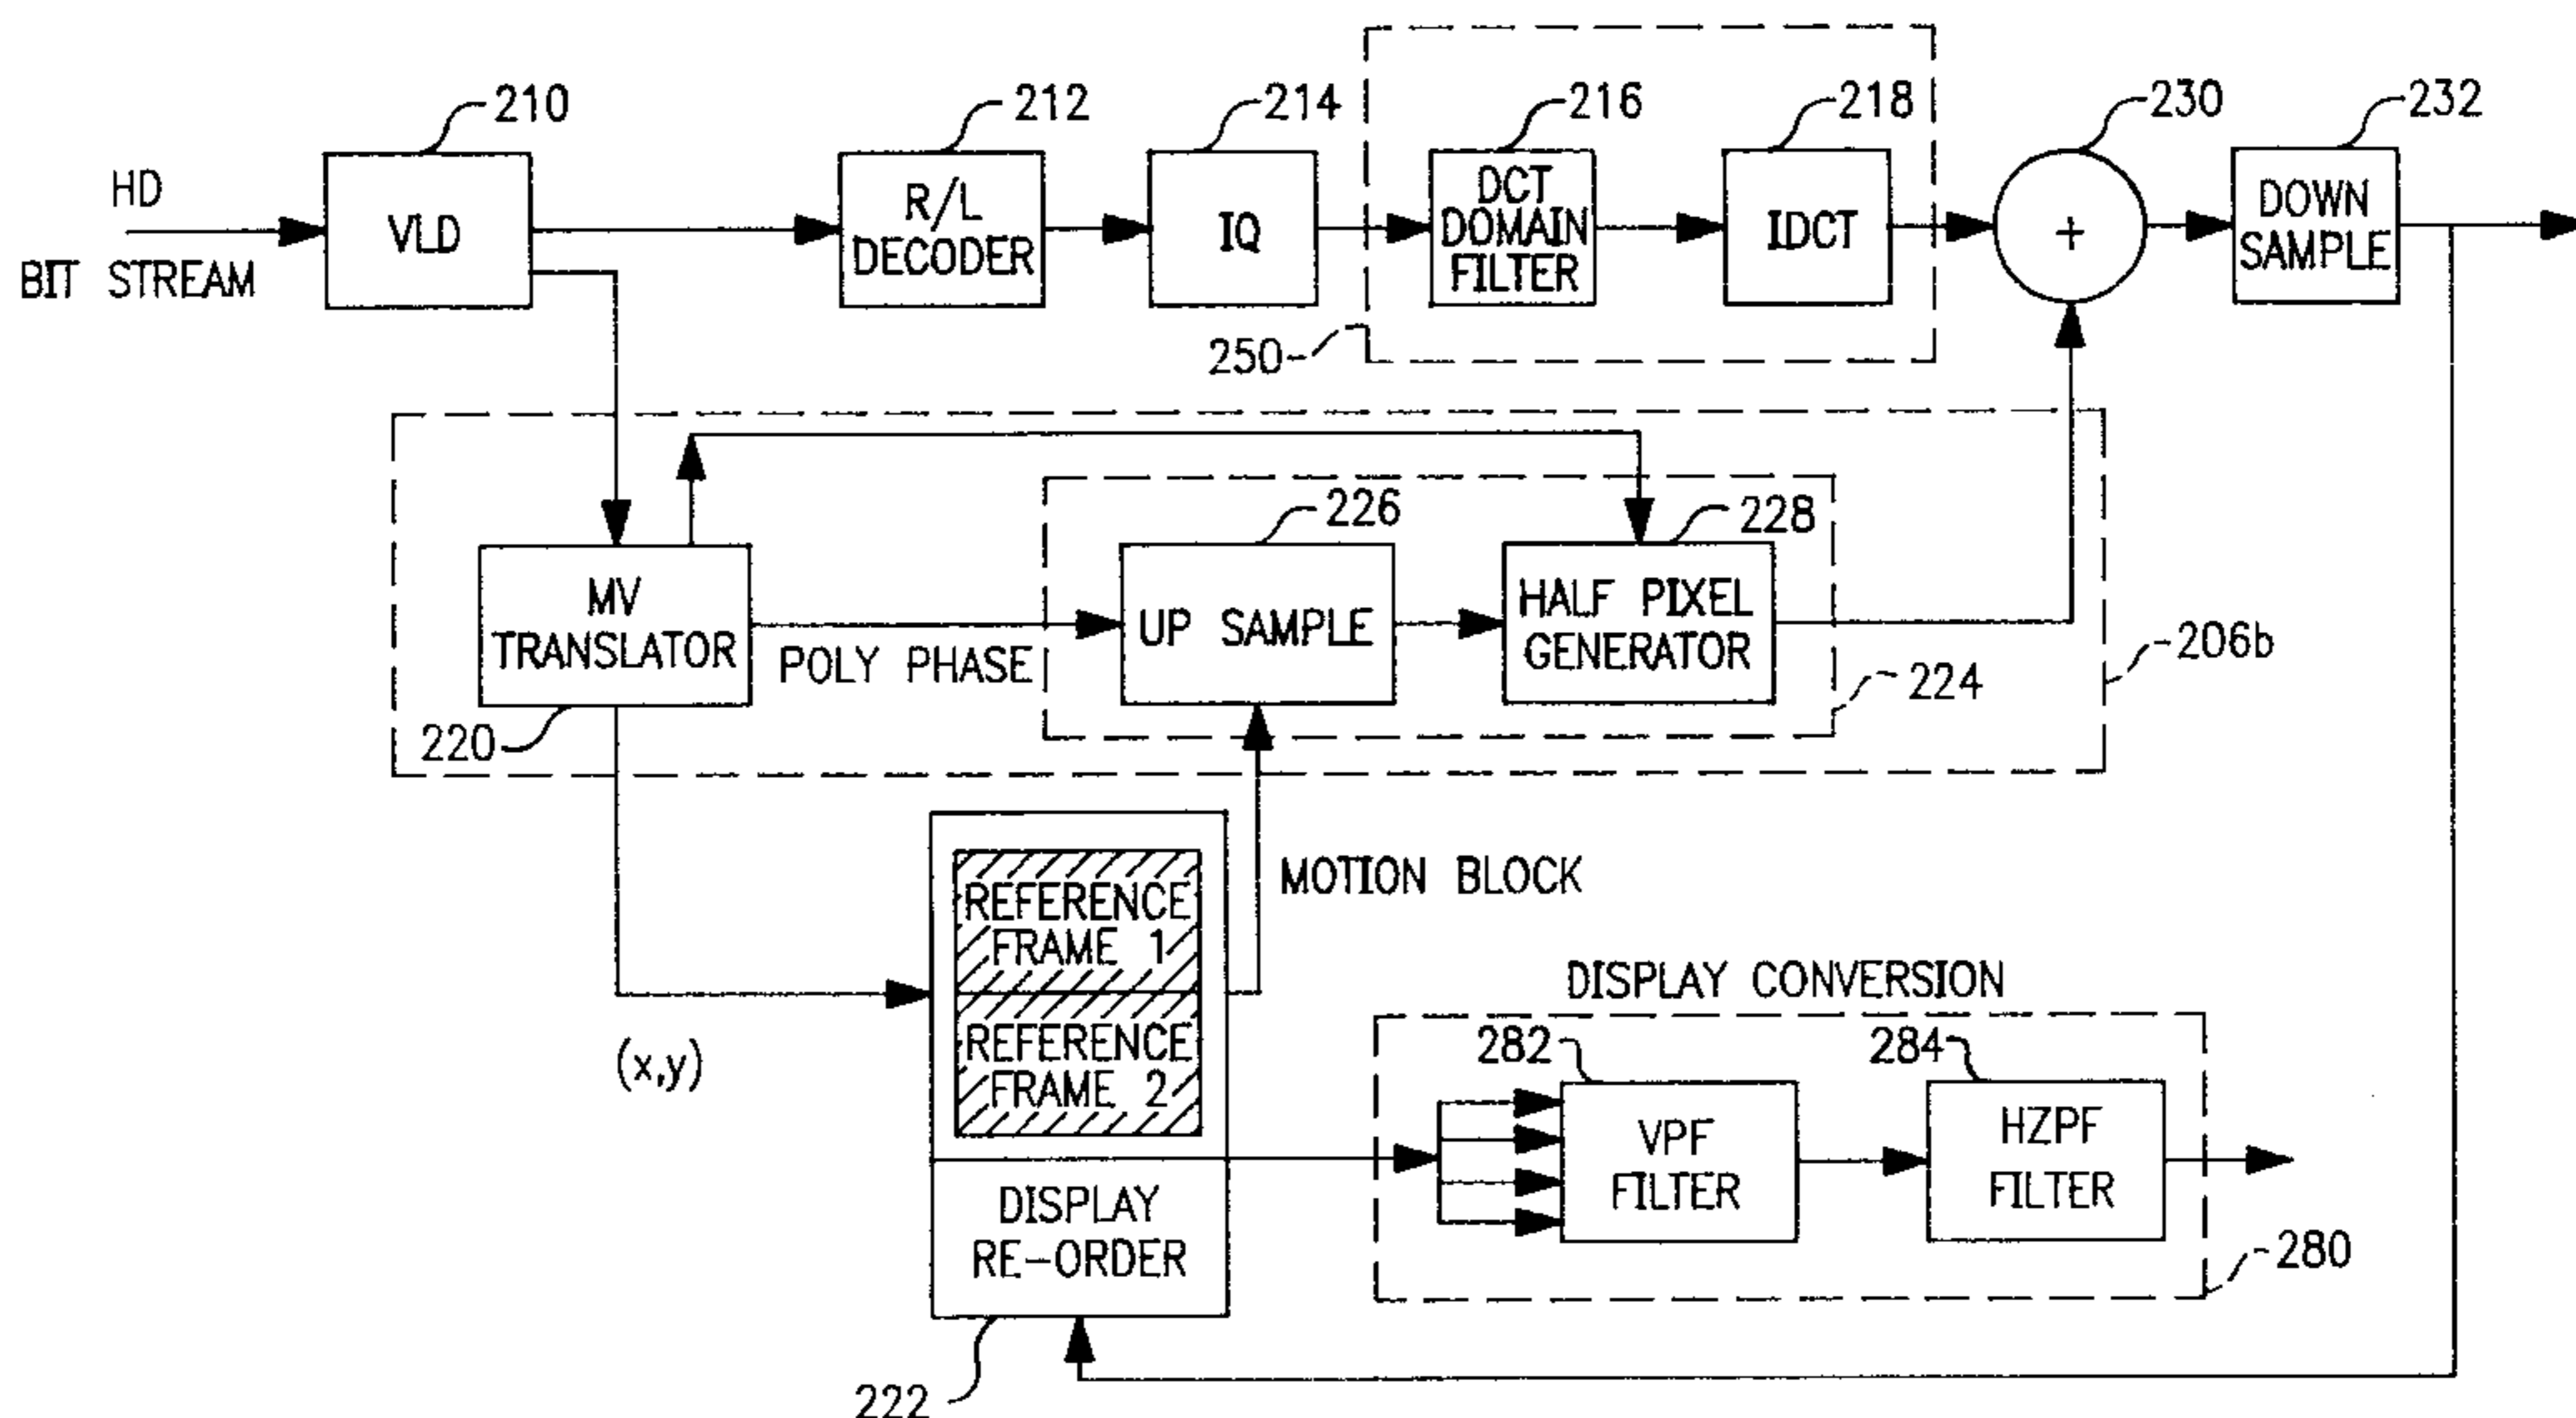 210
212
214
216
218
230
232
HD
BIT STREAM
VLD
R/L
DECODER
IQ
DCT
DOMAIN
FILTER
IDCT
+
DOWN
SAMPLE
250
226
228
MV
TRANSLATOR
POLY PHASE
UP SAMPLE
HALF PIXEL
GENERATOR
206b
224
220
REFERENCE
FRAME 1
REFERENCE
FRAME 2
MOTION BLOCK
(x,y)
DISPLAY CONVERSION
282
284
VPF
FILTER
HZPF
FILTER
DISPLAY
RE-ORDER
280
222